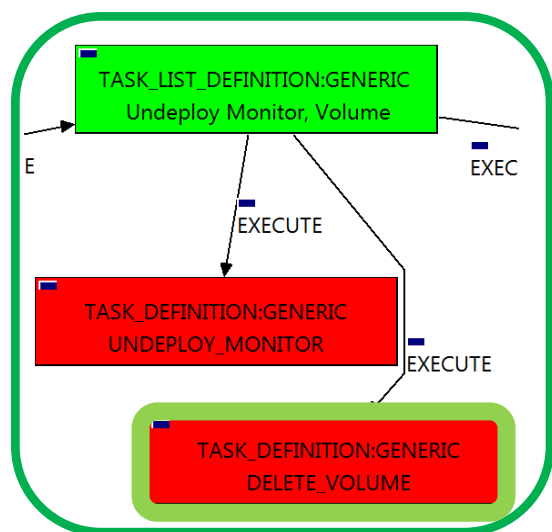 TASK_LIST_DEFINITION:GENERIC
Undeploy Monitor, Volume
E
EXEC
EXECUTE
TASK_DEFINITION:GENERIC
UNDEPLOY_MONITOR
EXECUTE
TASK_DEFINITION:GENERIC
DELETE_VOLUME